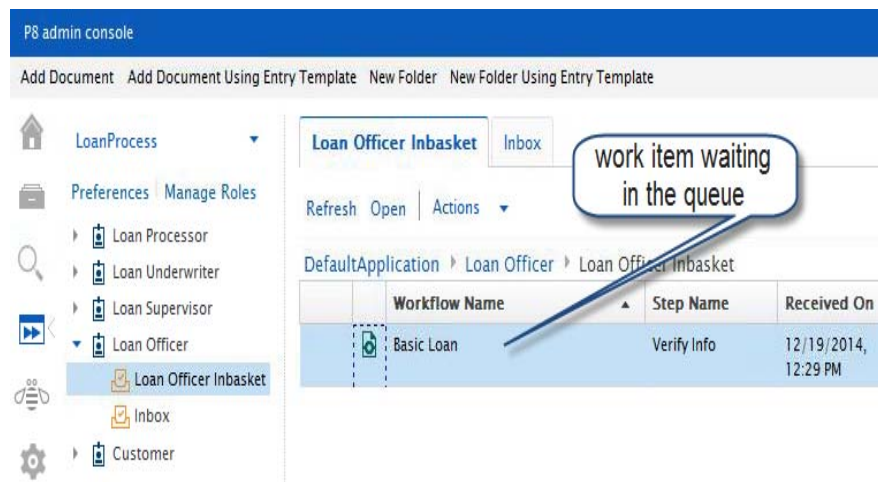 P8 admin console
Add Document Add Document Using Entry Template New Folder New Folder Using Entry Template
LoanProcess
Preferences Manage Roles
Loan Processor
Loan Underwriter
Loan Supervisor
Loan Officer
Loan Officer Inbasket
Inbox
Customer
Loan Officer Inbasket Inbox
work item waiting
in the queue
Refresh Open Actions
DefaultApplication Loan Officer Loan Officer Inbasket
Workflow Name Step Name Received On
Basic Loan Verify Info 12/19/2014,
12:29 PM